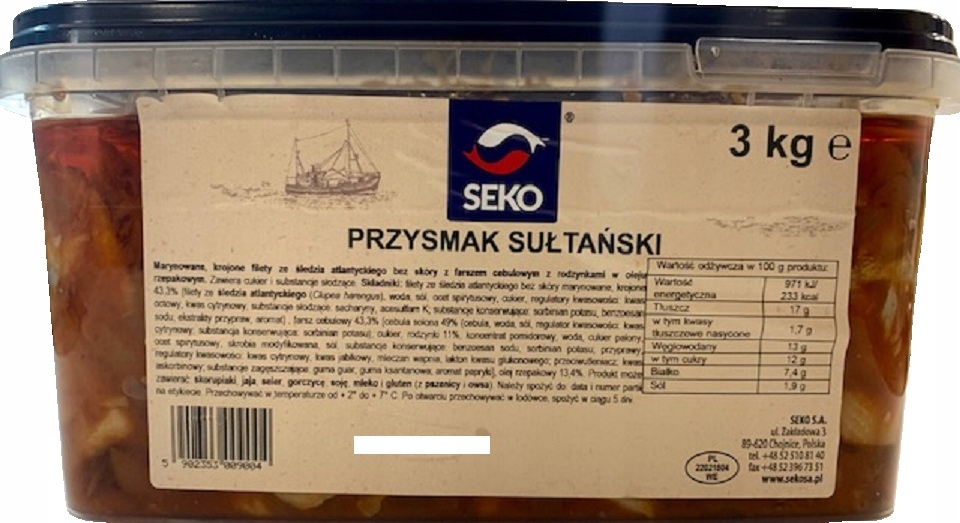 3 kg e
®
SEKO
PRZYSMAK SUŁTAŃSKI
Marynowane, krojone filety ze śledzia atlantyckiego bez skóry z farszem cebulowym z rodzynkami w oleju
rzepakowym. Zawiera cukier i substancje słodzące. Składniki: filety ze śledzia atlantyckiego bez skóry marynowane, krojone
43,3% (filety ze śledzia atlantyckiego (Clupea harengus), woda, sól, ocet spirytusowy, cukier, regulatory kwasowości: kwas
octowy, kwas cytrynowy, substancje słodzące: sacharyny, acesulfam K; substancje konserwujące: sorbinian potasu, benzoesan
sodu, ekstrakty przypraw, aromat), farsz cebulowy 43,3% (cebula solona 49% (cebula, woda, sól, regulator kwasowości: kwas
cytrynowy; substancja konserwująca: sorbinian potasu), cukier, rodzynki 11%, koncentrat pomidorowy, woda, cukier palony,
ocet spirytusowy, skrobia modyfikowana, sól, substancje konserwujące: benzoesan sodu, sorbinian potasu; przyprawy,
regulatory kwasowości: kwas cytrynowy, kwas jabłkowy, mleczan wapnia, lakton kwasu glukonowego; przeciwutleniacz: kwas
askorbinowy; substancje zagęszczające: guma guar, guma ksantanowa; aromat papryki), olej rzepakowy 13,4%. Produkt może
zawierać skorupiaki, jaja, seler, gorczycę, soję, mleko i gluten (z pszenicy i owsa). Należy spożyć do: data i numer partii
na etykiecie. Przechowywać w temperaturze od + 2° do + 7° C. Po otwarciu przechowywać w lodówce, spożyć w ciągu 5 dni.
Wartość odżywcza w 100 g produktu:
Wartość energetyczna 971 kJ/ 233 kcal
Tłuszcz 17 g
w tym kwasy tłuszczowe nasycone 1,7 g
Węglowodany 13 g
w tym cukry 12 g
Białko 7,4 g
Sól 1,9 g
5 902353 009004
PL
22021804
WE
SEKO S.A.
ul. Zakładowa 3
89-620 Chojnice, Polska
tel. +48 52 510 81 40
fax +48 52 396 73 51
www.sekosa.pl